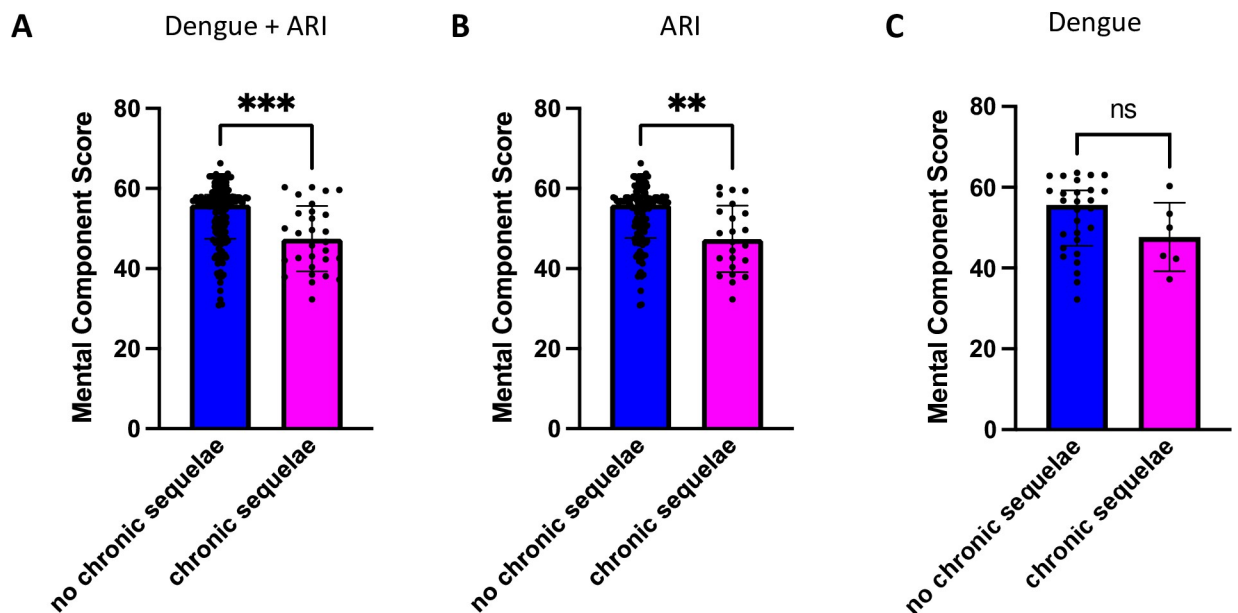 A
Dengue + ARI
Mental Component Score
80
60
40
20
0
***
no chronic sequelae
chronic sequelae
B
ARI
Mental Component Score
80
60
40
20
0
**
no chronic sequelae
chronic sequelae
C
Dengue
Mental Component Score
80
60
40
20
0
ns
no chronic sequelae
chronic sequelae